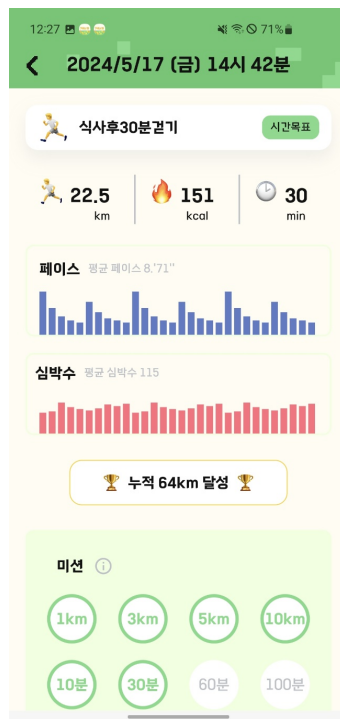 12:27 71%
2024/5/17 (금) 14시 42분
식사후30분걷기 시간목표
22.5 151 30
km kcal min
페이스 평균 페이스 8.'71''
심박수 평균 심박수 115
누적 64km 달성
미션
1km 3km 5km 10km
10분 30분 60분 100분